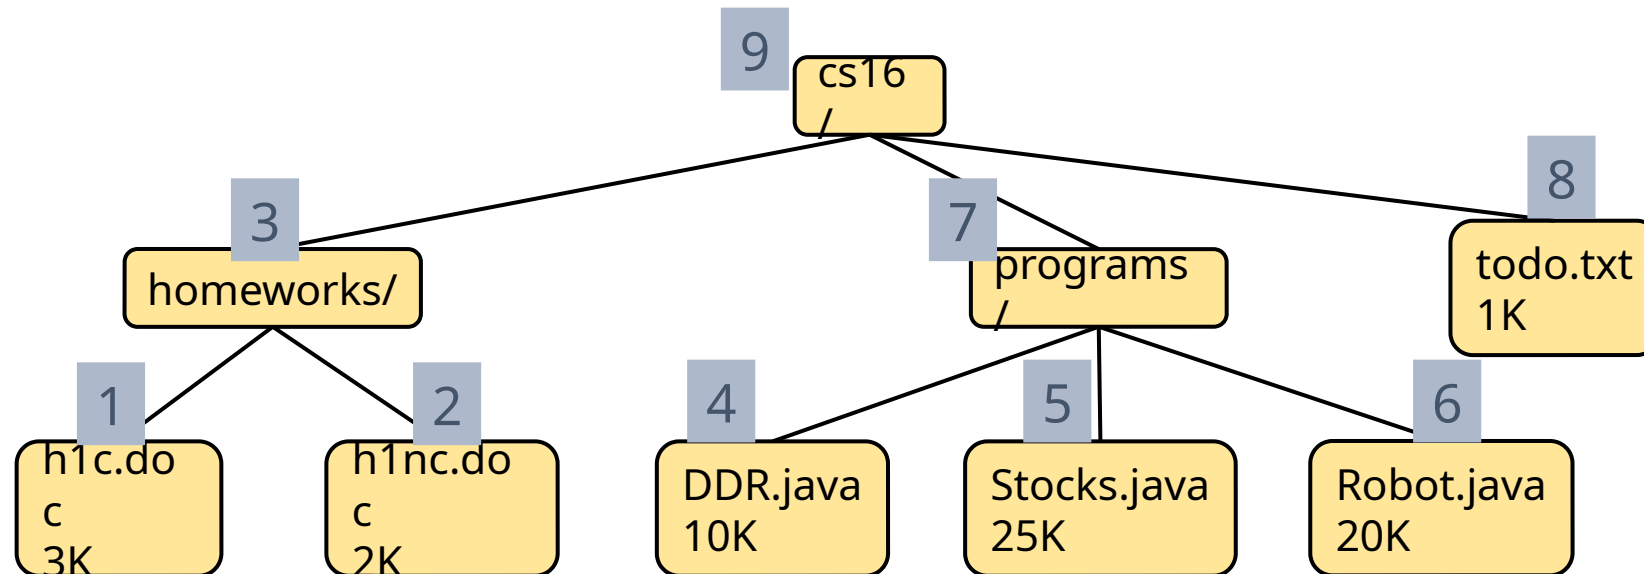 9
cs16
/
8
3
7
homeworks/
programs
/
todo.txt
1K
1
2
4
5
6
h1c.do
c
3K
h1nc.do
c
2K
DDR.java
10K
Stocks.java
25K
Robot.java
20K